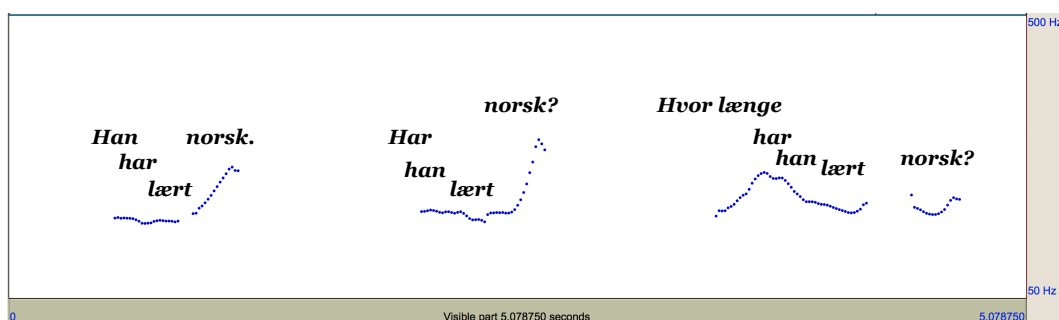 500 Hz
norsk? Hvor længe
Han norsk. Har har
har han han lært norsk?
lært lært
50 Hz
0 Visible part 5.078750 seconds 5.078750